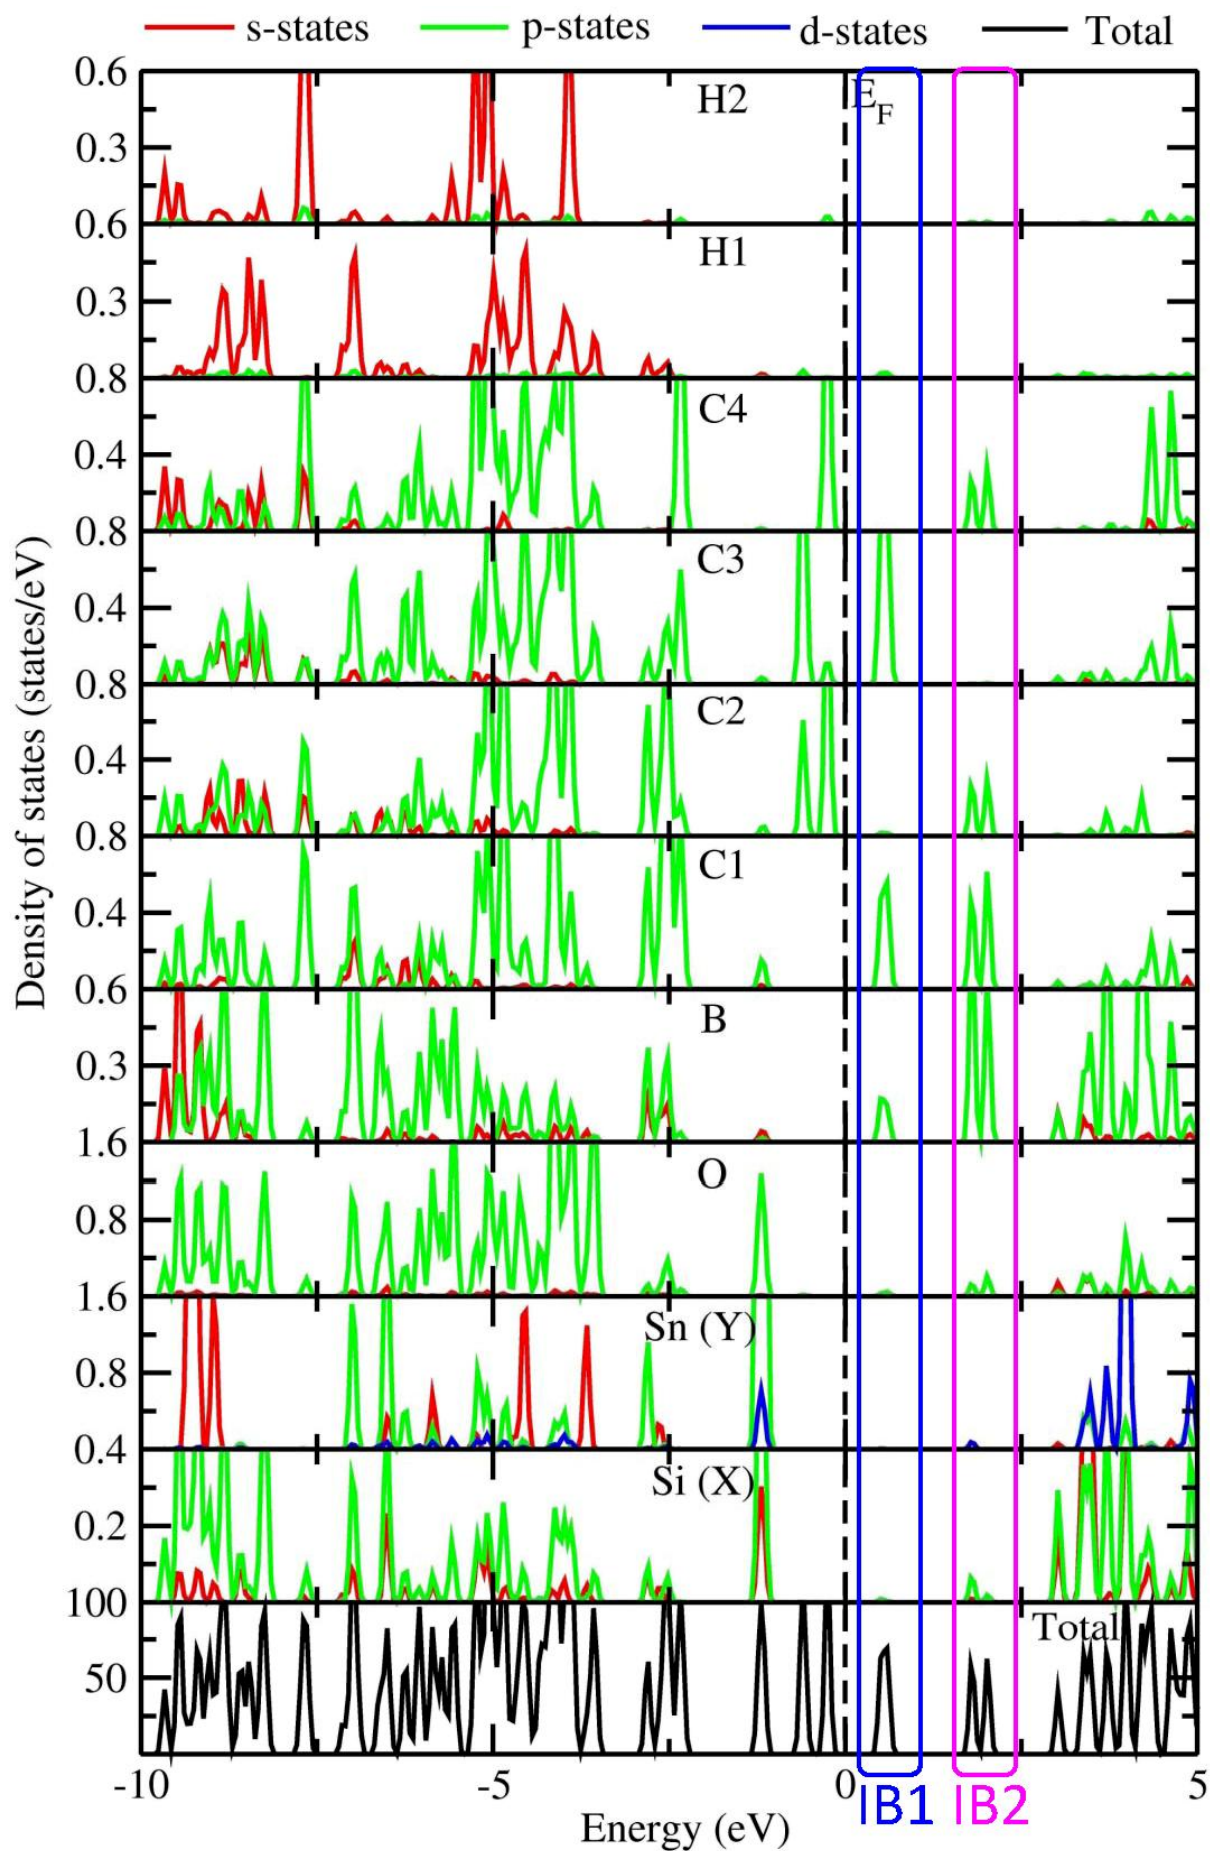 s-states p-states d-states Total
0.6 H2 E_F
0.3
0.6 H1
0.3
0.8 C4
0.4
0.8 C3
0.4
0.8 C2
0.4
0.8 C1
0.4
0.6 B
0.3
1.6 O
0.8
1.6 Sn (Y)
0.8
0.4 Si (X)
0.2
100 Total
50
-10 -5 0 5
IB1 IB2
Energy (eV)
Density of states (states/eV)